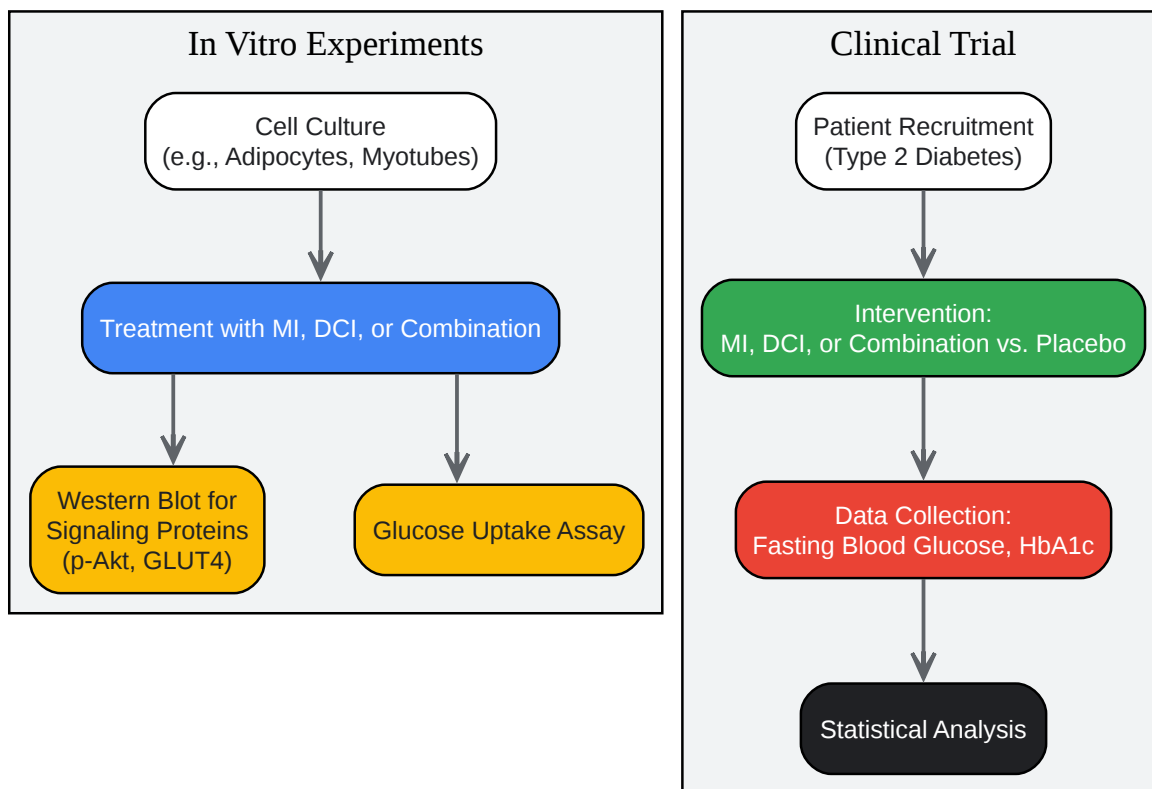 In Vitro Experiments
Cell Culture
(e.g., Adipocytes, Myotubes)
Treatment with MI, DCI, or Combination
Western Blot for
Signaling Proteins
(p-Akt, GLUT4)
Glucose Uptake Assay
Clinical Trial
Patient Recruitment
(Type 2 Diabetes)
Intervention:
MI, DCI, or Combination vs. Placebo
Data Collection:
Fasting Blood Glucose, HbA1c
Statistical Analysis